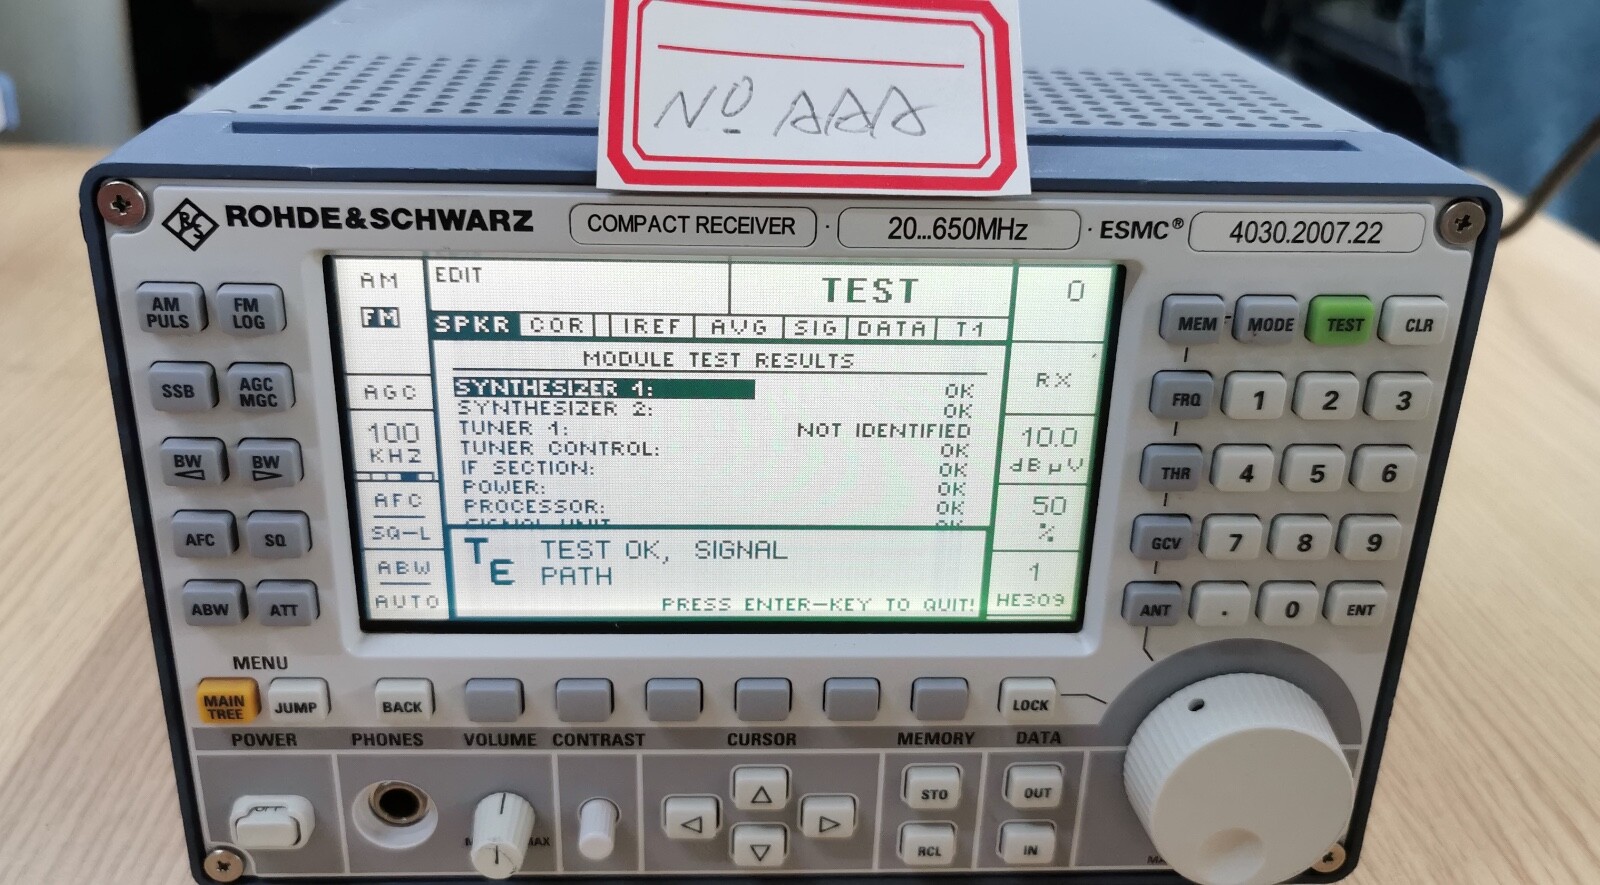 Nº AAA
ROHDE&SCHWARZ COMPACT RECEIVER · 20...650MHz · ESMC® 4030.2007.22
AM
FM
AGC
100
KHZ
AFC
SQ-L
ABW
AUTO
EDIT
TEST
SPKR COR IREF AVG SIG DATA T1
MODULE TEST RESULTS
SYNTHESIZER 1: OK
SYNTHESIZER 2: OK
TUNER 1: NOT IDENTIFIED
TUNER CONTROL: OK
IF SECTION: OK
POWER: OK
PROCESSOR: OK
SIGNAL UNIT OK
TE TEST OK, SIGNAL
PATH
PRESS ENTER-KEY TO QUIT!
0
RX
10.0
dBµV
50
%
1
HE309
AM
PULS
FM
LOG
SSB
AGC
MGC
BW
BW
AFC
SQ
ABW
ATT
MEM MODE TEST CLR
FRQ 1 2 3
THR 4 5 6
GCV 7 8 9
ANT . 0 ENT
MENU
MAIN
TREE
JUMP
BACK
LOCK
POWER PHONES VOLUME CONTRAST CURSOR MEMORY DATA
OFF
STO
RCL
OUT
IN